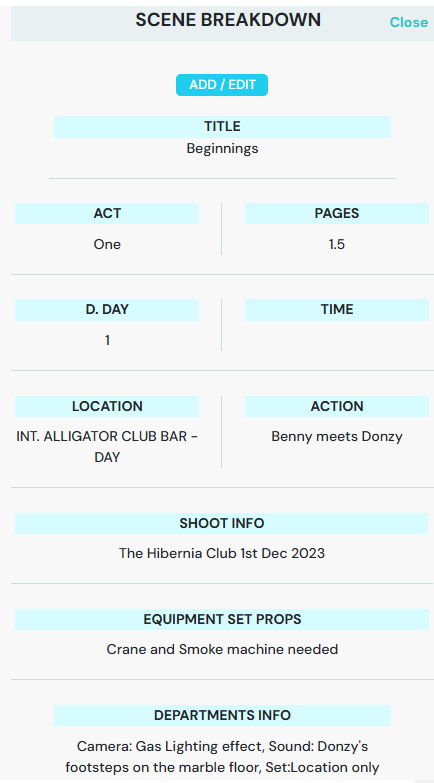 SCENE BREAKDOWN
Close
ADD / EDIT
TITLE
Beginnings
ACT
PAGES
One
1.5
D. DAY
TIME
1
LOCATION
ACTION
INT. ALLIGATOR CLUB BAR -
DAY
Benny meets Donzy
SHOOT INFO
The Hibernia Club 1st Dec 2023
EQUIPMENT SET PROPS
Crane and Smoke machine needed
DEPARTMENTS INFO
Camera: Gas Lighting effect, Sound: Donzy's
footsteps on the marble floor, Set:Location only